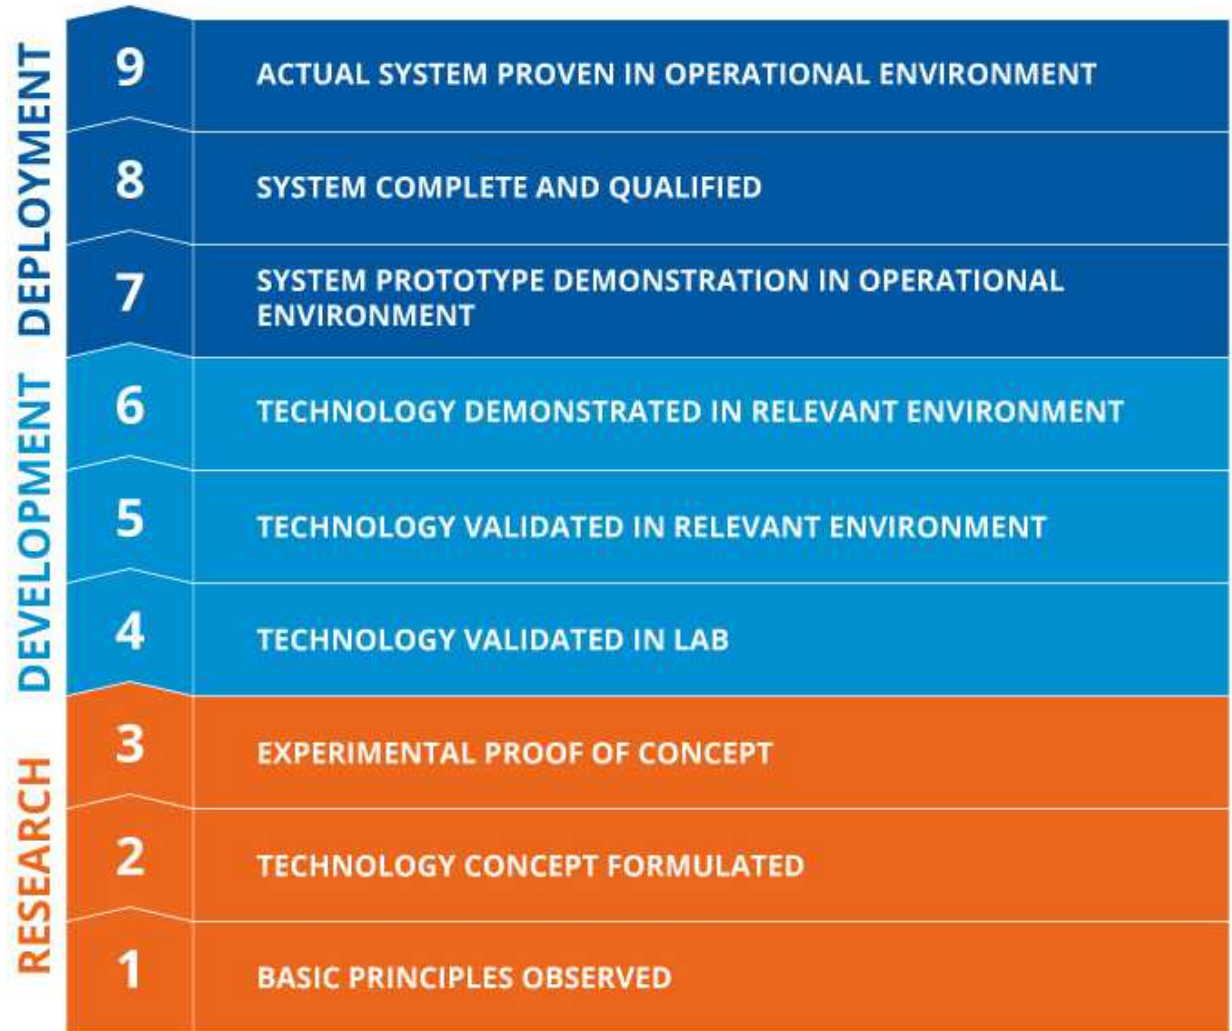 DEPLOYMENT
9
ACTUAL SYSTEM PROVEN IN OPERATIONAL ENVIRONMENT
8
SYSTEM COMPLETE AND QUALIFIED
7
SYSTEM PROTOTYPE DEMONSTRATION IN OPERATIONAL
ENVIRONMENT
DEVELOPMENT
6
TECHNOLOGY DEMONSTRATED IN RELEVANT ENVIRONMENT
5
TECHNOLOGY VALIDATED IN RELEVANT ENVIRONMENT
4
TECHNOLOGY VALIDATED IN LAB
RESEARCH
3
EXPERIMENTAL PROOF OF CONCEPT
2
TECHNOLOGY CONCEPT FORMULATED
1
BASIC PRINCIPLES OBSERVED